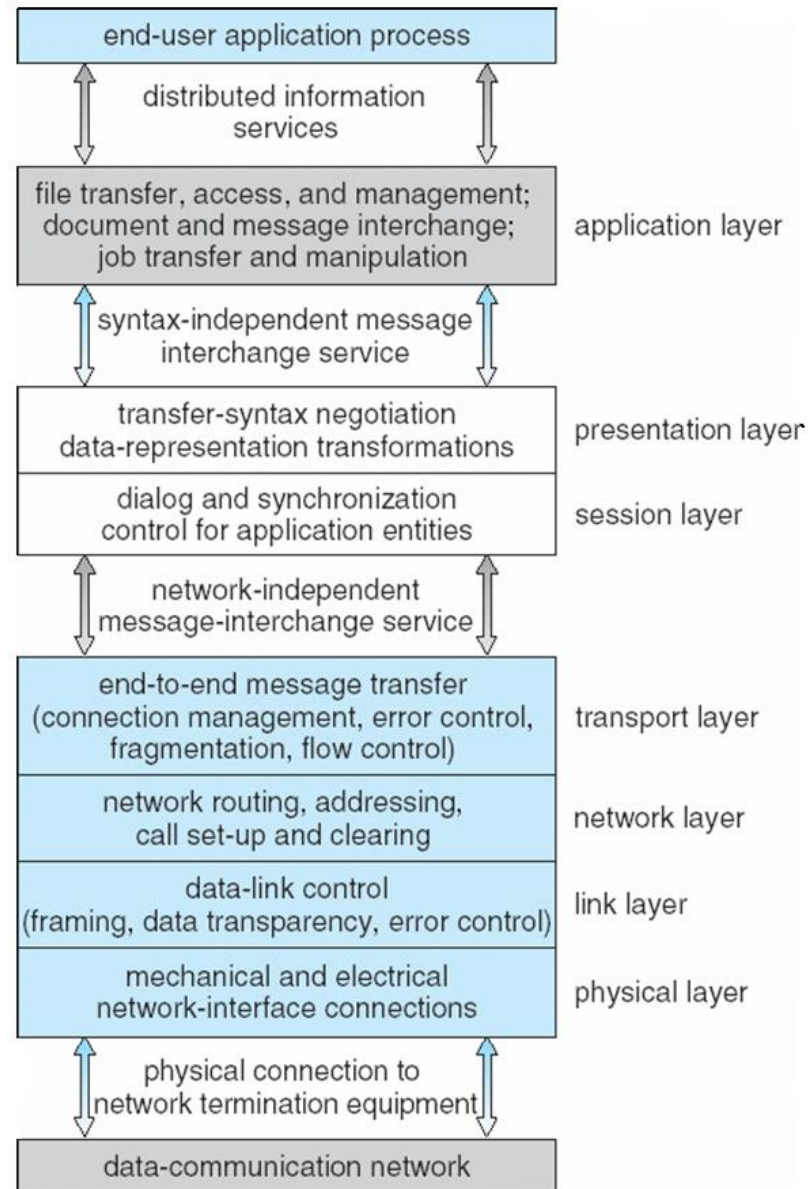 end-user application process
distributed information
services
file transfer, access, and management;
document and message interchange;
job transfer and manipulation
application layer
syntax-independent message
interchange service
transfer-syntax negotiation
data-representation transformations
presentation layer
dialog and synchronization
control for application entities
session layer
network-independent
message-interchange service
end-to-end message transfer
(connection management, error control,
fragmentation, flow control)
transport layer
network routing, addressing,
call set-up and clearing
network layer
data-link control
(framing, data transparency, error control)
link layer
mechanical and electrical
network-interface connections
physical layer
physical connection to
network termination equipment
data-communication network